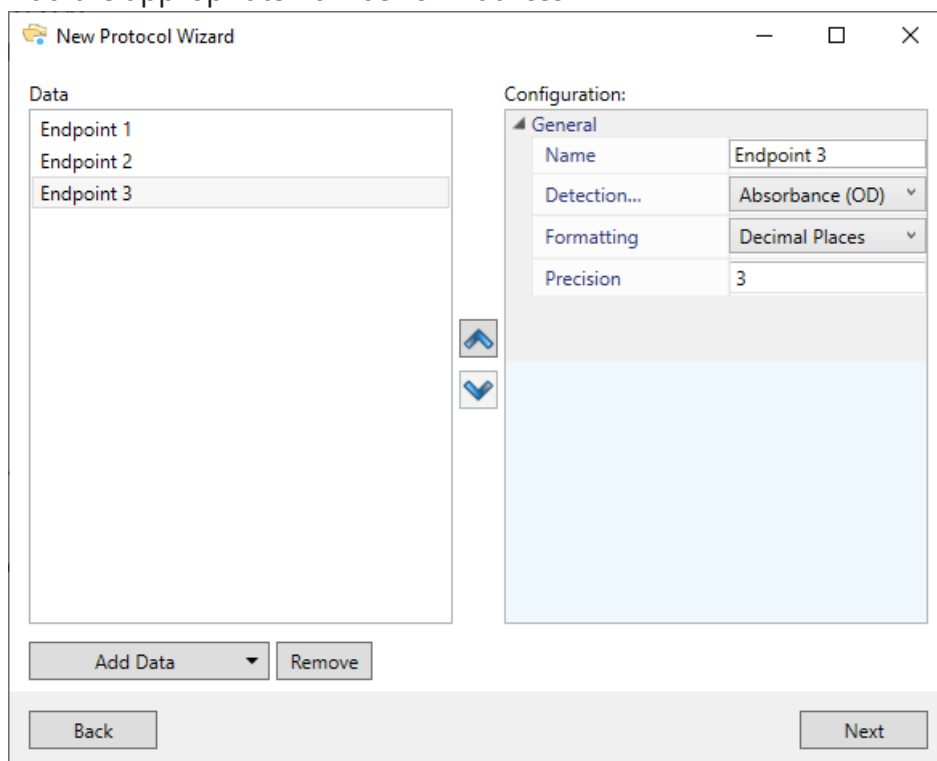 New Protocol Wizard
Data
Endpoint 1
Endpoint 2
Endpoint 3
Add Data
Remove
Configuration:
General
Name Endpoint 3
Detection... Absorbance (OD)
Formatting Decimal Places
Precision 3
Back
Next